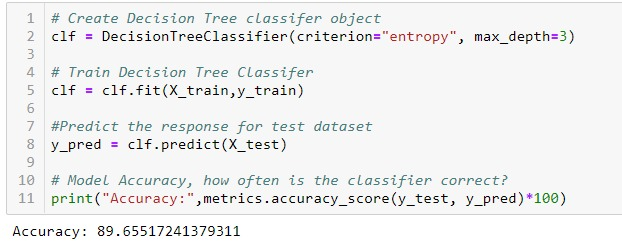 1 # Create Decision Tree classifer object
2 clf = DecisionTreeClassifier(criterion="entropy", max_depth=3)
3
4 # Train Decision Tree Classifer
5 clf = clf.fit(X_train,y_train)
6
7 #Predict the response for test dataset
8 y_pred = clf.predict(X_test)
9
10 # Model Accuracy, how often is the classifier correct?
11 print("Accuracy:",metrics.accuracy_score(y_test, y_pred)*100)
Accuracy: 89.65517241379311